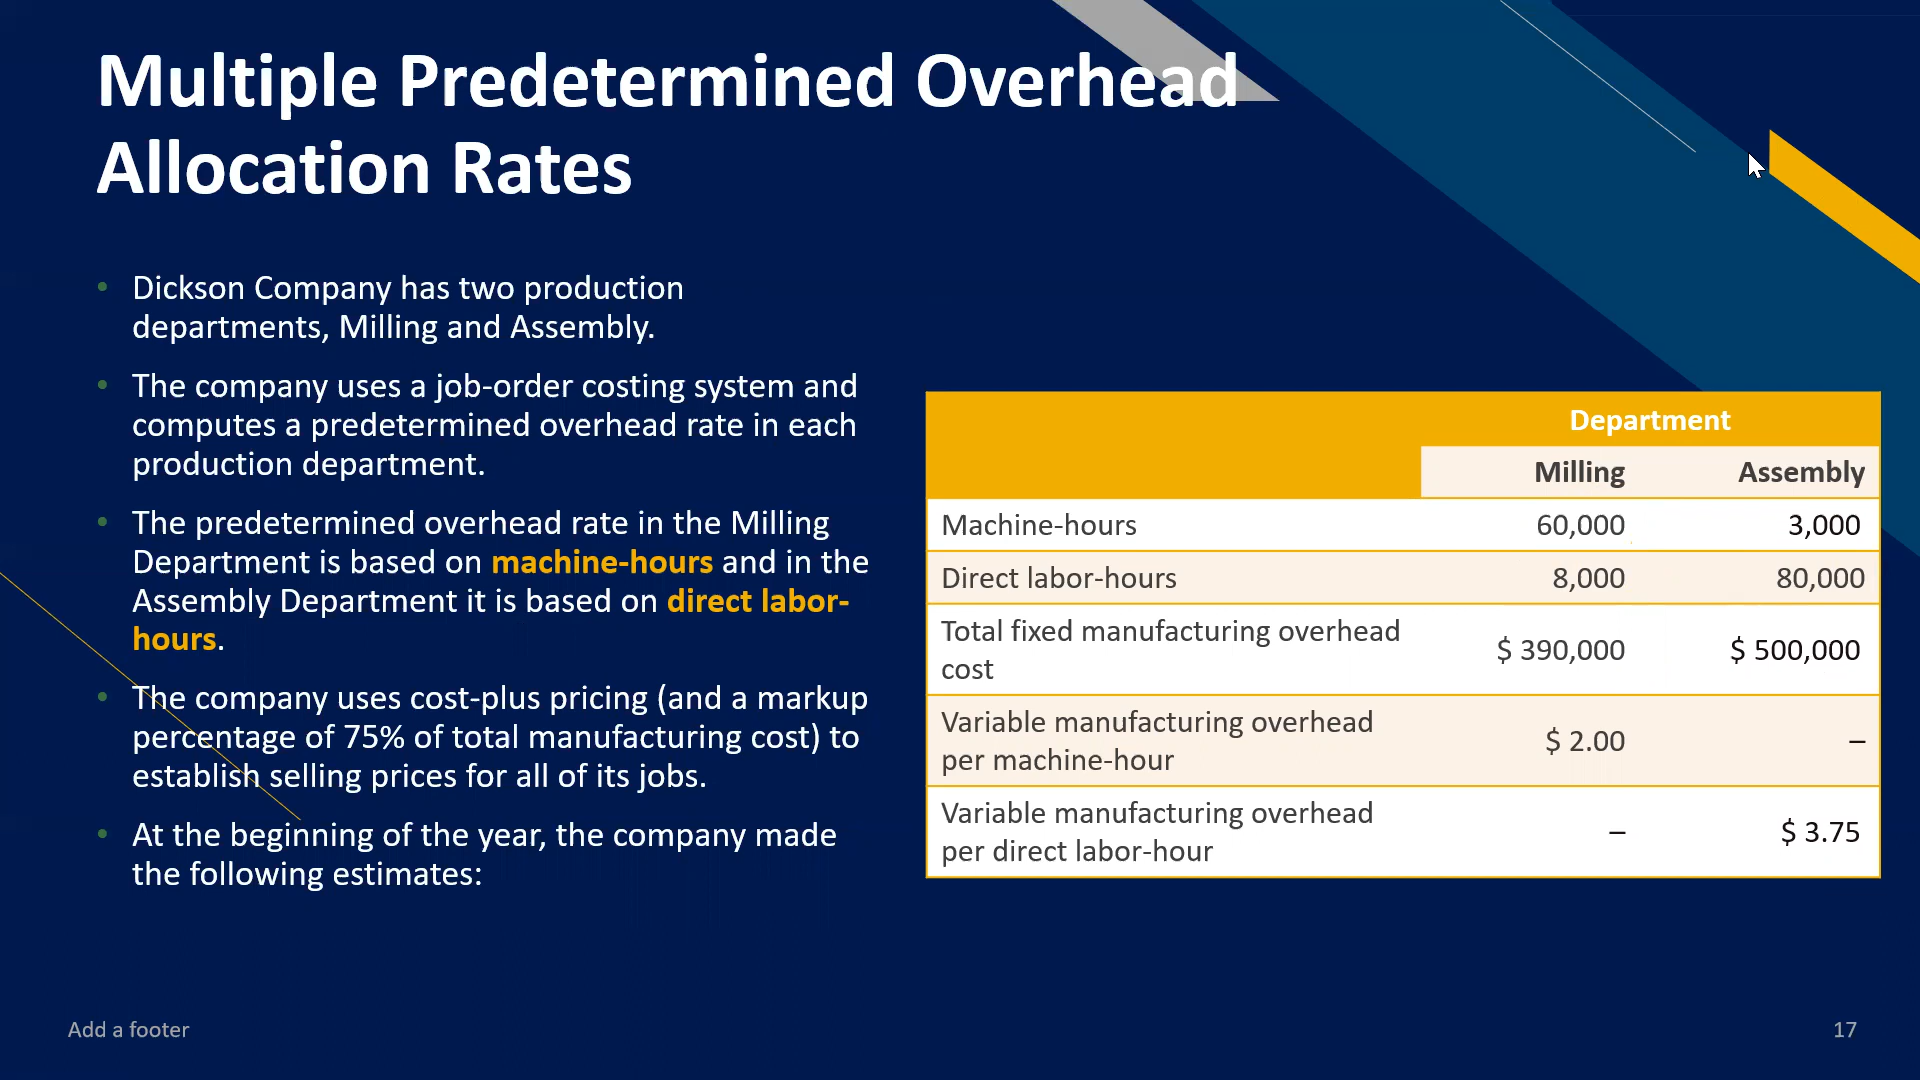 Multiple Predetermined Overhead
Allocation Rates
• Dickson Company has two production
departments, Milling and Assembly.
• The company uses a job-order costing system and
computes a predetermined overhead rate in each
production department.
• The predetermined overhead rate in the Milling
Department is based on machine-hours and in the
Assembly Department it is based on direct labor-
hours.
• The company uses cost-plus pricing (and a markup
percentage of 75% of total manufacturing cost) to
establish selling prices for all of its jobs.
• At the beginning of the year, the company made
the following estimates:
Department
Milling Assembly
Machine-hours 60,000 3,000
Direct labor-hours 8,000 80,000
Total fixed manufacturing overhead
cost $ 390,000 $ 500,000
Variable manufacturing overhead
per machine-hour $ 2.00 –
Variable manufacturing overhead
per direct labor-hour – $ 3.75
Add a footer
17